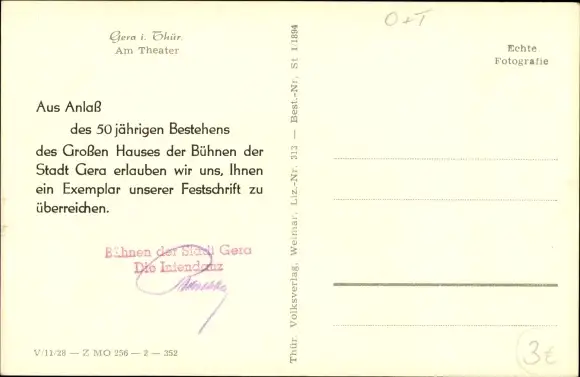 Gera i. Thür.
Am Theater
O+T
Echte
Fotografie
Aus Anlaß
des 50 jährigen Bestehens
des Großen Hauses der Bühnen der
Stadt Gera erlauben wir uns, Ihnen
ein Exemplar unserer Festschrift zu
überreichen.
Bühnen der Stadt Gera
Die Intendanz
Thür. Volksverlag, Weimar, Liz.-Nr. 313 — Best.-Nr. St 1/1894
V/11/28 — Z MO 256 — 2 — 352
3€